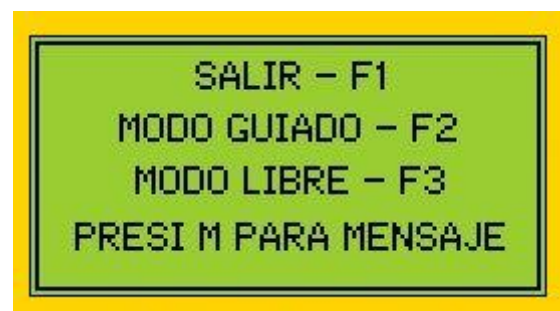 SALIR – F1
MODO GUIADO – F2
MODO LIBRE – F3
PRESI M PARA MENSAJE